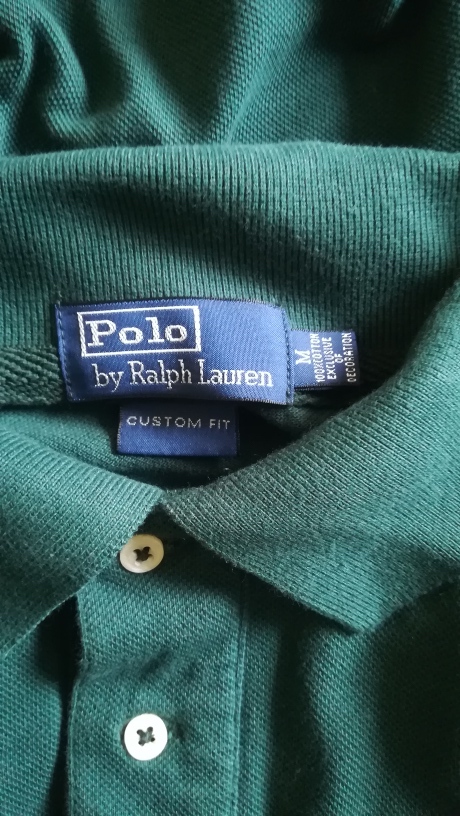 Polo
by Ralph Lauren
M
100%COTTON
EXCLUSIVE
OF
DECORATION
CUSTOM FIT